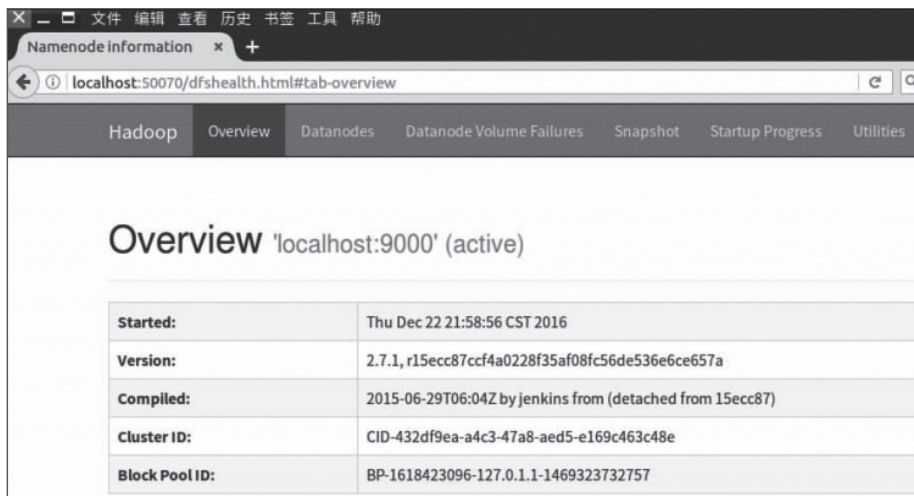 文件 编辑 查看 历史 书签 工具 帮助
Namenode information
localhost:50070/dfshealth.html#tab-overview
Hadoop Overview Datanodes Datanode Volume Failures Snapshot Startup Progress Utilities
Overview 'localhost:9000' (active)
Started: Thu Dec 22 21:58:56 CST 2016
Version: 2.7.1, r15ecc87ccf4a0228f35af08fc56de536e6ce657a
Compiled: 2015-06-29T06:04Z by jenkins from (detached from 15ecc87)
Cluster ID: CID-432df9ea-a4c3-47a8-aed5-e169c463c48e
Block Pool ID: BP-1618423096-127.0.1.1-1469323732757